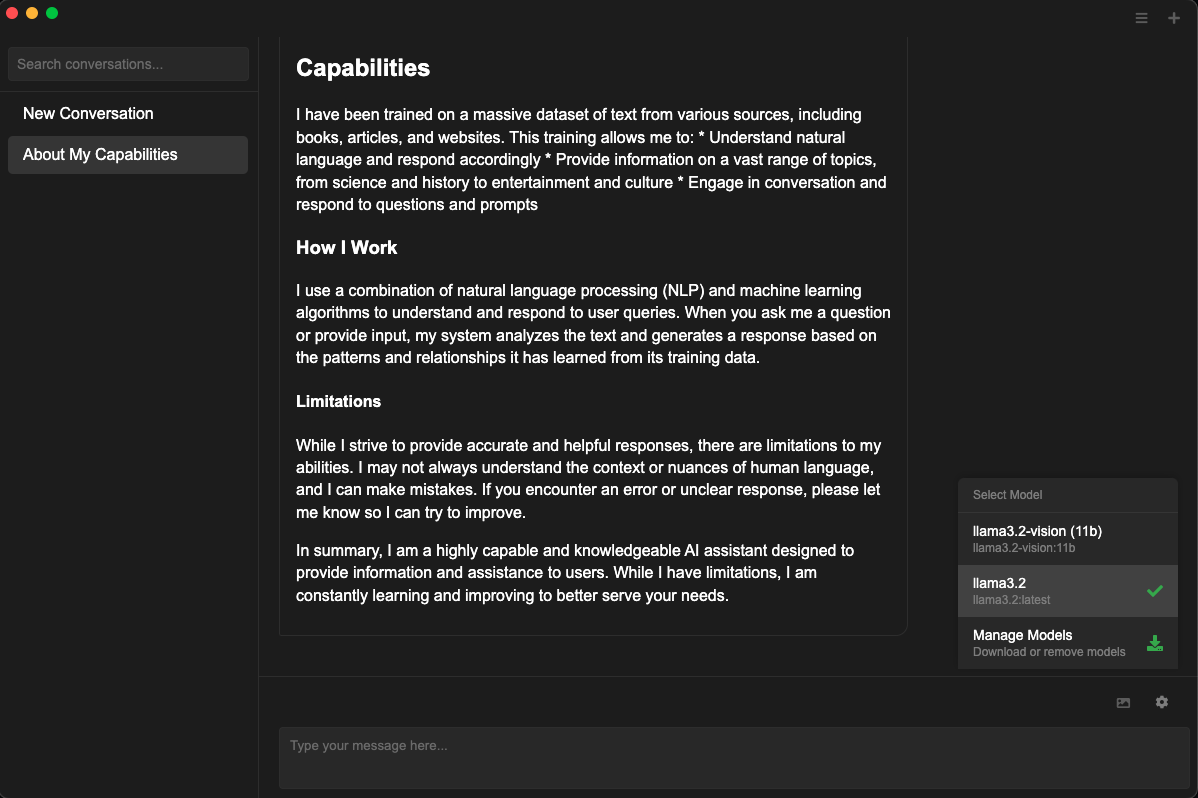 Search conversations...
New Conversation
About My Capabilities
Capabilities
I have been trained on a massive dataset of text from various sources, including
books, articles, and websites. This training allows me to: * Understand natural
language and respond accordingly * Provide information on a vast range of topics,
from science and history to entertainment and culture * Engage in conversation and
respond to questions and prompts
How I Work
I use a combination of natural language processing (NLP) and machine learning
algorithms to understand and respond to user queries. When you ask me a question
or provide input, my system analyzes the text and generates a response based on
the patterns and relationships it has learned from its training data.
Limitations
While I strive to provide accurate and helpful responses, there are limitations to my
abilities. I may not always understand the context or nuances of human language,
and I can make mistakes. If you encounter an error or unclear response, please let
me know so I can try to improve.
In summary, I am a highly capable and knowledgeable AI assistant designed to
provide information and assistance to users. While I have limitations, I am
constantly learning and improving to better serve your needs.
Select Model
llama3.2-vision (11b)
llama3.2-vision:11b
llama3.2
llama3.2:latest
Manage Models
Download or remove models
Type your message here...